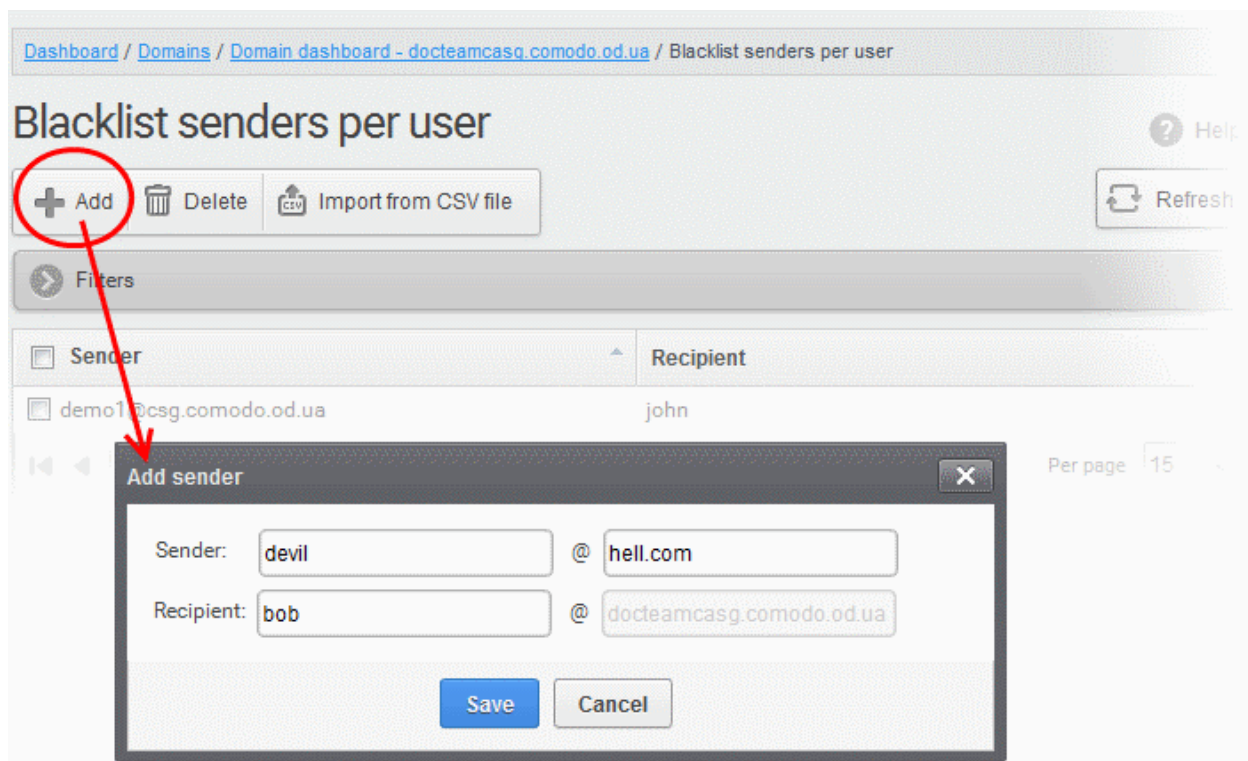 Dashboard / Domains / Domain dashboard - docteamcasg.comodo.od.ua / Blacklist senders per user
Blacklist senders per user
Help
Add Delete CSV Import from CSV file Refresh
Filters
Sender Recipient
demo1@csg.comodo.od.ua john
Per page 15
Add sender
Sender: devil @ hell.com
Recipient: bob @ docteamcasg.comodo.od.ua
Save Cancel